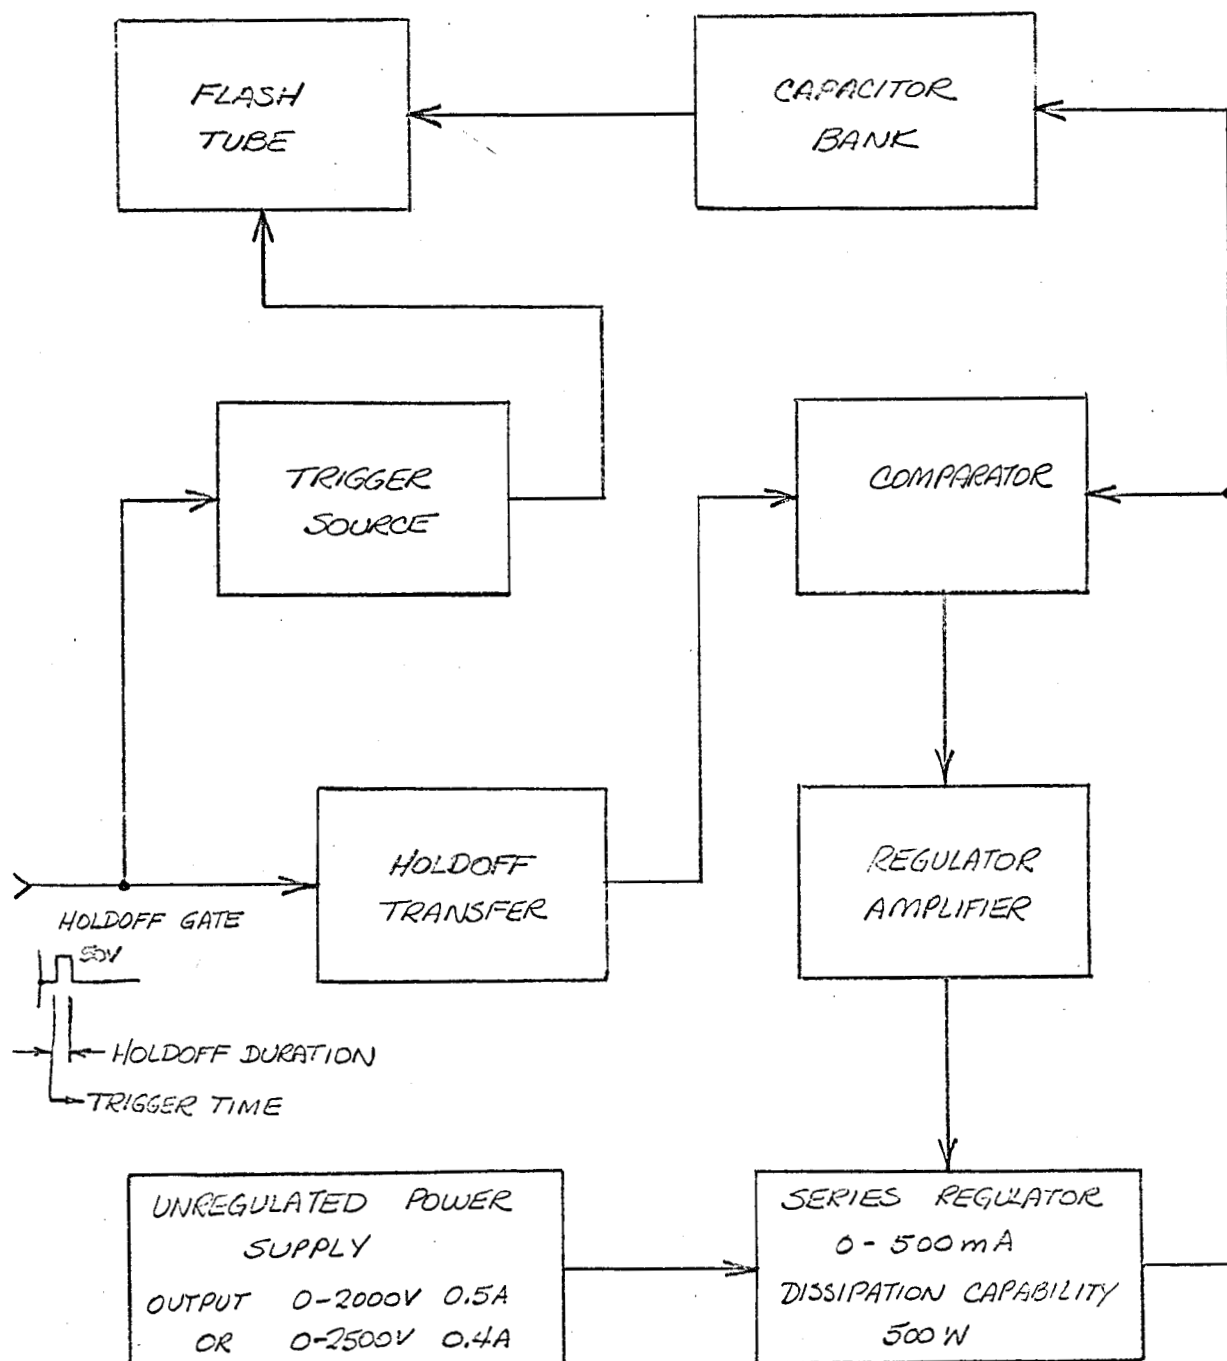 FLASH
TUBE
CAPACITOR
BANK
TRIGGER
SOURCE
COMPARATOR
HOLDOFF
TRANSFER
REGULATOR
AMPLIFIER
HOLDOFF GATE
50V
HOLDOFF DURATION
TRIGGER TIME
UNREGULATED POWER
SUPPLY
OUTPUT 0-2000V 0.5A
OR 0-2500V 0.4A
SERIES REGULATOR
0-500mA
DISSIPATION CAPABILITY
500W